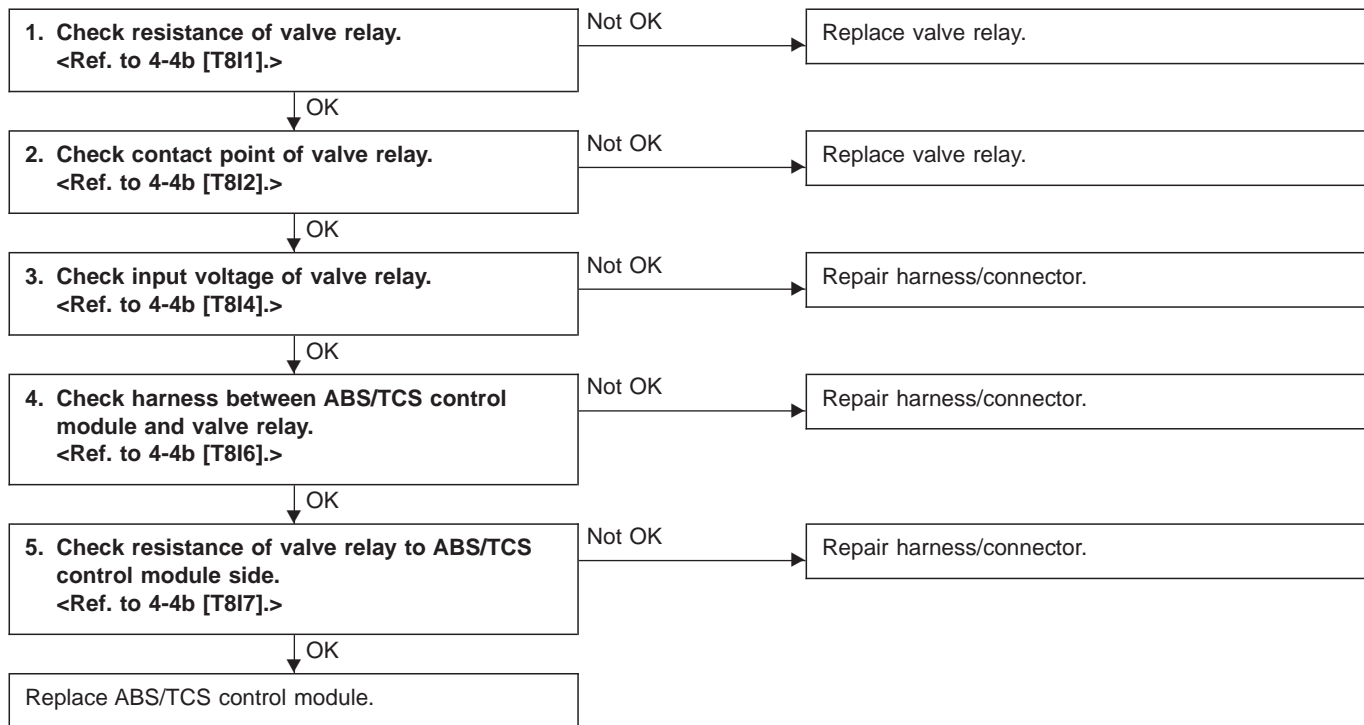 1. Check resistance of valve relay.
<Ref. to 4-4b [T8I1].>
Not OK
Replace valve relay.
OK
2. Check contact point of valve relay.
<Ref. to 4-4b [T8I2].>
Not OK
Replace valve relay.
OK
3. Check input voltage of valve relay.
<Ref. to 4-4b [T8I4].>
Not OK
Repair harness/connector.
OK
4. Check harness between ABS/TCS control
module and valve relay.
<Ref. to 4-4b [T8I6].>
Not OK
Repair harness/connector.
OK
5. Check resistance of valve relay to ABS/TCS
control module side.
<Ref. to 4-4b [T8I7].>
Not OK
Repair harness/connector.
OK
Replace ABS/TCS control module.